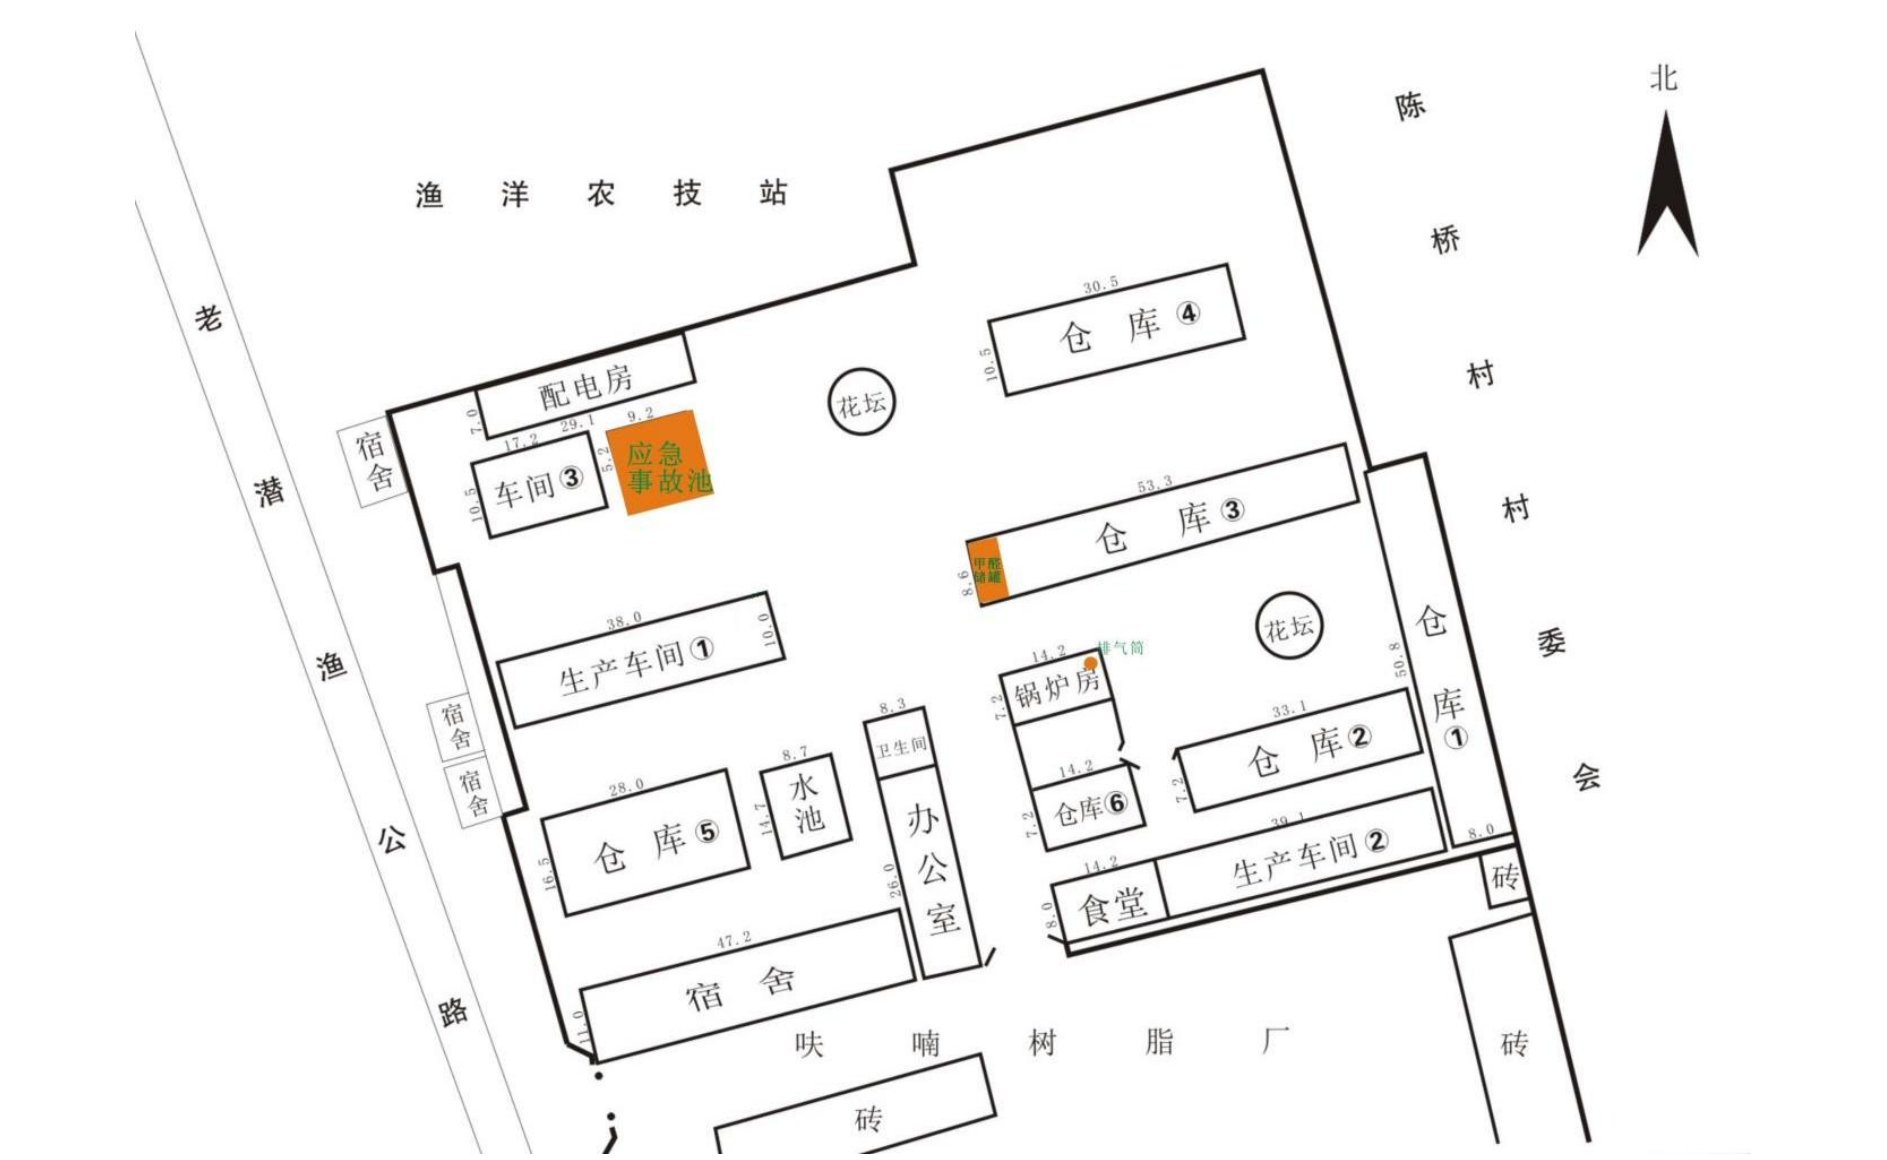 北
陈桥村村委会
渔洋农技站
老潜渔公路
30.5
仓库④
10.5
配电房
7.0
29.1
花坛
宿舍
17.2
车间③
10.5
9.2
5.2
应急
事故池
53.3
仓库③
8.6
甲醛
储罐
38.0
生产车间①
10.0
花坛
仓库①
50.8
8.0
排气筒
14.2
锅炉房
7.2
宿舍
宿舍
8.3
卫生间
办公室
26.0
33.1
仓库②
7.2
28.0
仓库⑤
16.5
8.7
水池
14.7
14.2
仓库⑥
7.2
39.1
生产车间②
14.2
食堂
8.0
砖
47.2
宿舍
11.0
呋喃树脂厂
砖
砖